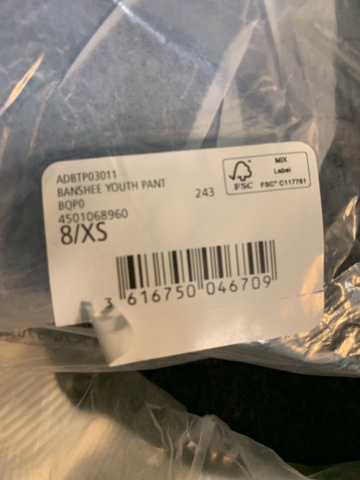 ADBTP03011
BANSHEE YOUTH PANT
BQP0
4501068960
8/XS
243
FSC
MIX
Label
FSC® C117781
3 616750 046709